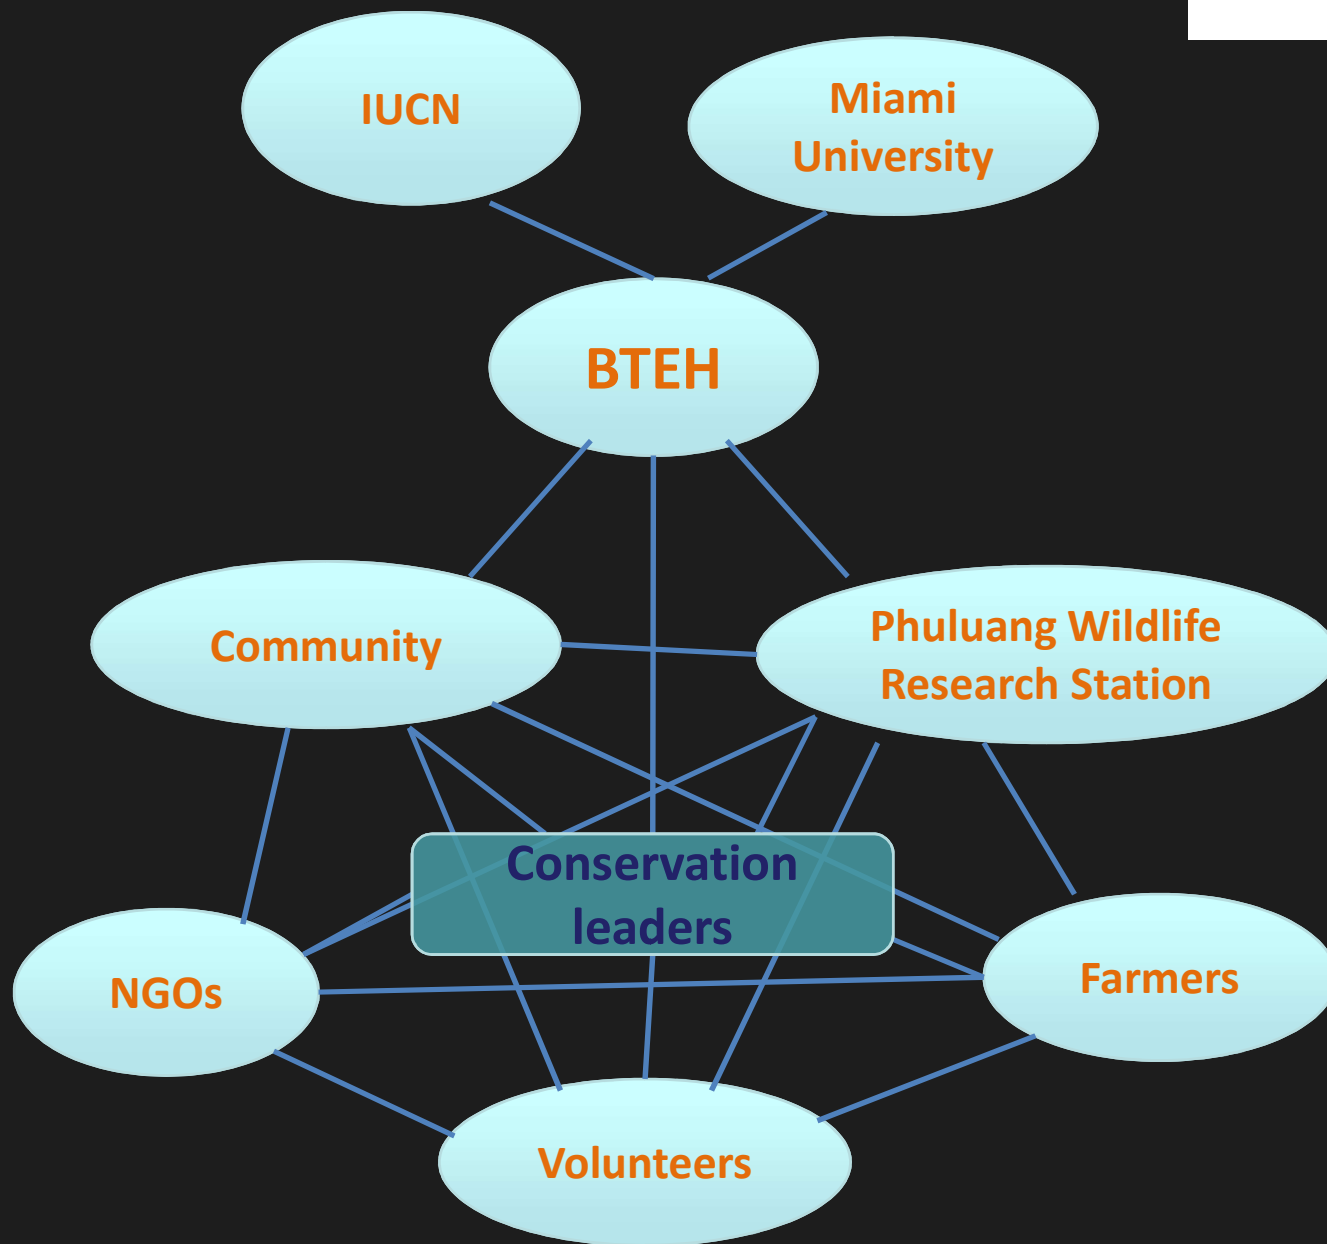 IUCN
Miami
University
BTEH
Community
Phuluang Wildlife
Research Station
Conservation
leaders
NGOs
Farmers
Volunteers